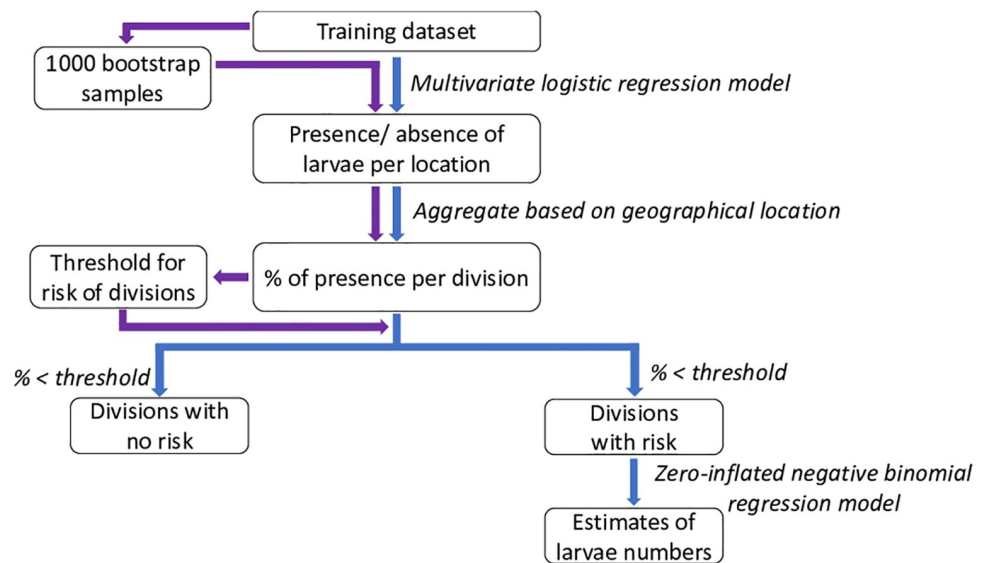 Training dataset
1000 bootstrap
samples
Multivariate logistic regression model
Presence/ absence of
larvae per location
Aggregate based on geographical location
Threshold for
risk of divisions
% of presence per division
% < threshold
% < threshold
Divisions with
no risk
Divisions
with risk
Zero-inflated negative binomial
regression model
Estimates of
larvae numbers